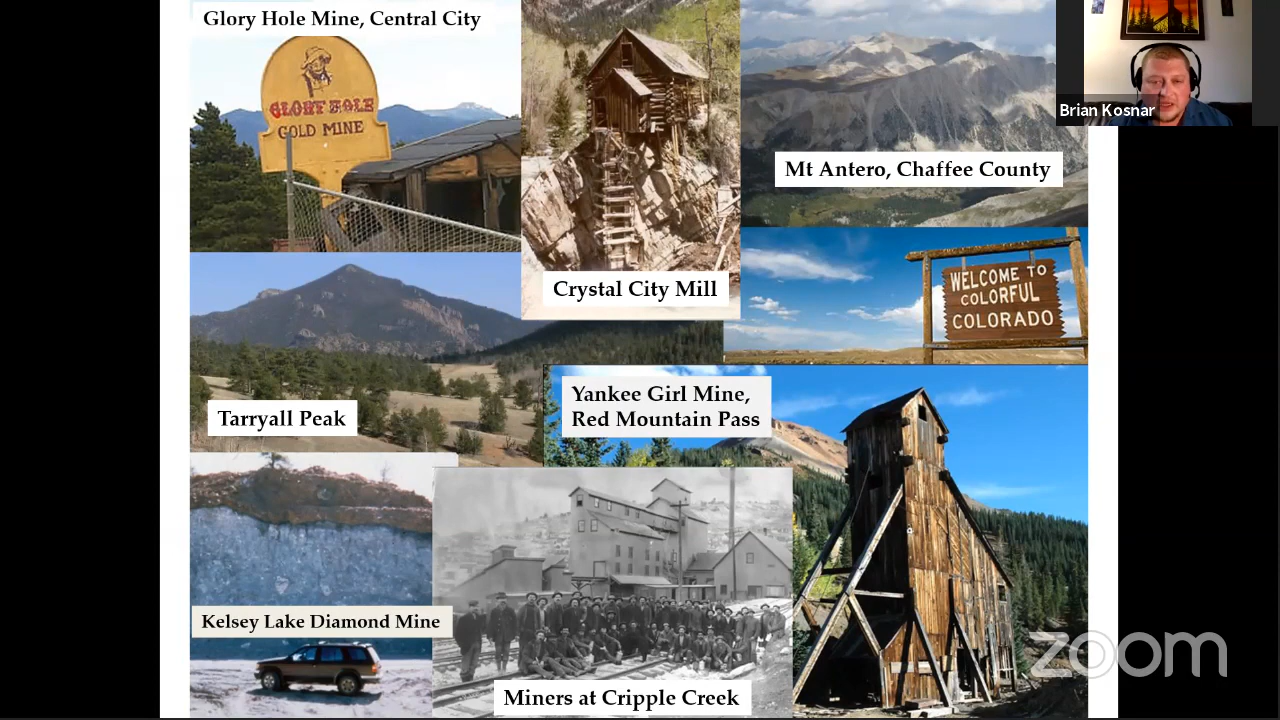 Glory Hole Mine, Central City
GLORY HOLE
GOLD MINE
Crystal City Mill
Mt Antero, Chaffee County
Brian Kosnar
WELCOME TO
COLORFUL
COLORADO
Tarryall Peak
Yankee Girl Mine,
Red Mountain Pass
Kelsey Lake Diamond Mine
Miners at Cripple Creek
zoom